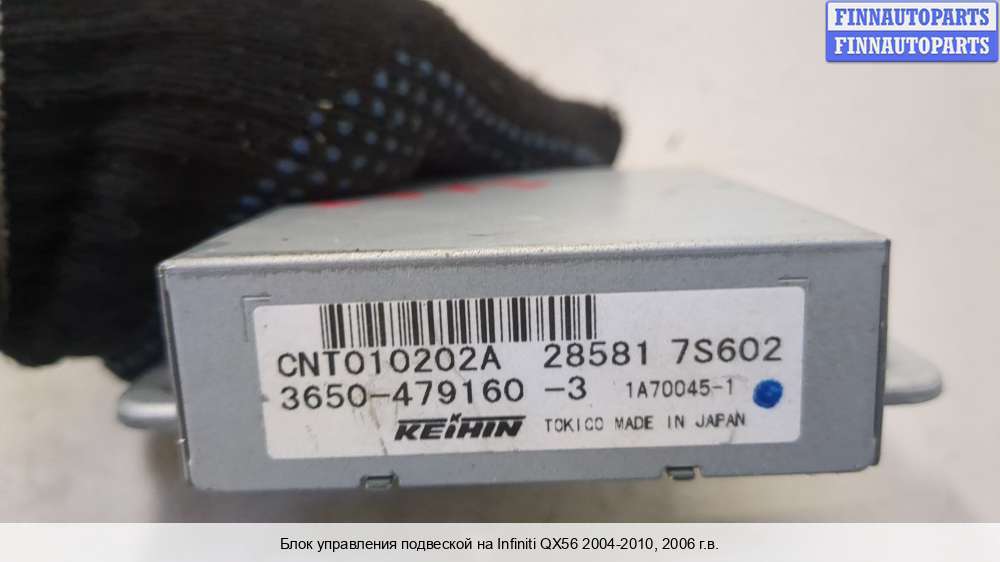 FINNAUTOPARTS
FINNAUTOPARTS
CNT010202A 28581 7S602
3650-479160 -3 1A70045-1
KEIHIN TOKICO MADE IN JAPAN
Блок управления подвеской на Infiniti QX56 2004-2010, 2006 г.в.